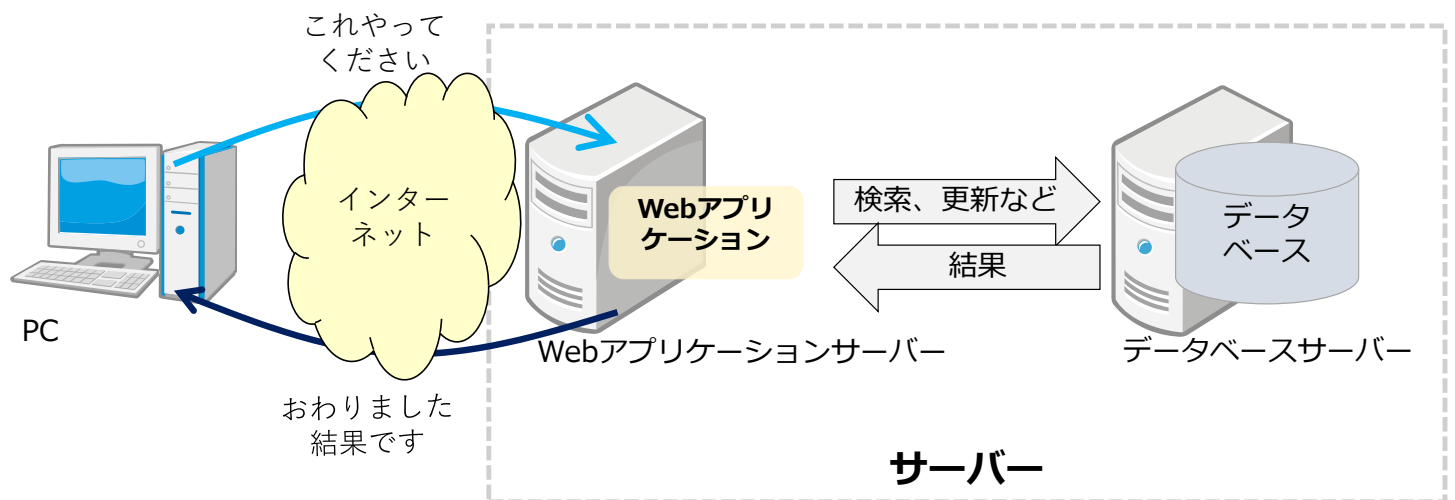 これやって
ください
インター
ネット
PC
おわりました
結果です
Webアプリ
ケーション
Webアプリケーションサーバー
検索、更新など
結果
データ
ベース
データベースサーバー
サーバー